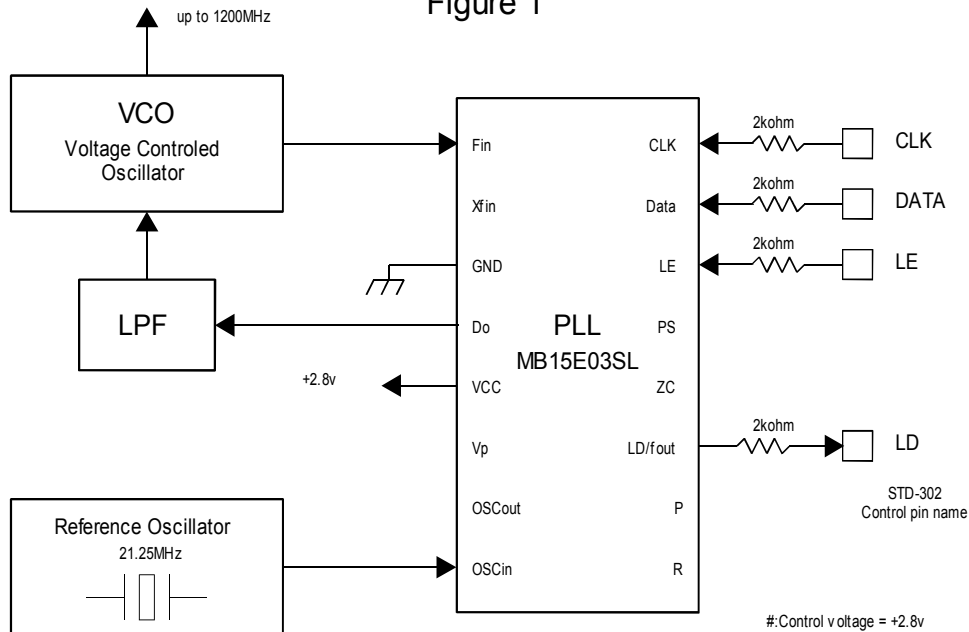 Figure 1
up to 1200MHz
VCO
Voltage Controled
Oscillator
LPF
+2.8v
Reference Oscillator
21.25MHz
Fin
Xfin
GND
Do
VCC
Vp
OSCout
OSCin
PLL
MB15E03SL
CLK
Data
LE
PS
ZC
LD/fout
P
R
2kohm
CLK
2kohm
DATA
2kohm
LE
2kohm
LD
STD-302
Control pin name
#:Control voltage = +2.8v